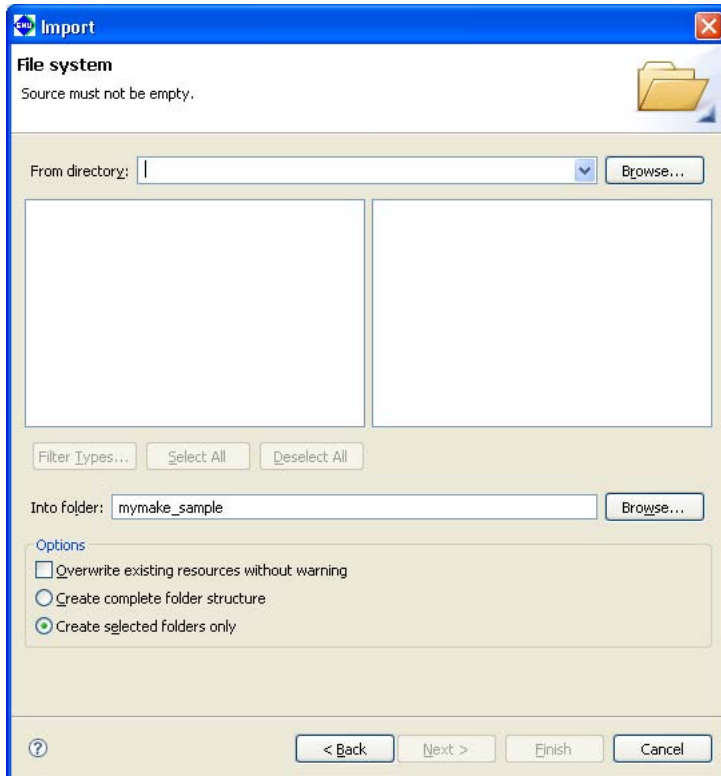 GNU Import
File system
Source must not be empty.
From directory: Browse...
Filter Types... Select All Deselect All
Into folder: mymake_sample Browse...
Options
Overwrite existing resources without warning
Create complete folder structure
Create selected folders only
? < Back Next > Finish Cancel